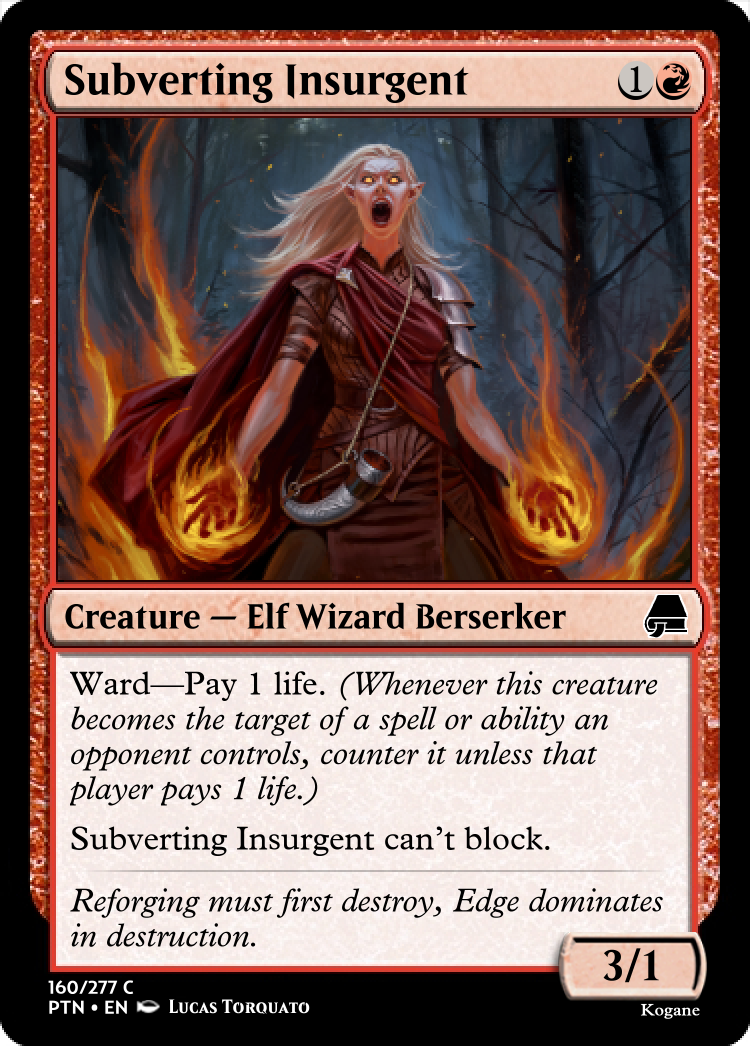 Subverting Insurgent 1
Creature — Elf Wizard Berserker
Ward—Pay 1 life. (Whenever this creature
becomes the target of a spell or ability an
opponent controls, counter it unless that
player pays 1 life.)
Subverting Insurgent can’t block.
Reforging must first destroy, Edge dominates
in destruction.
3/1
160/277 C
PTN • EN Lucas Torquato
Kogane